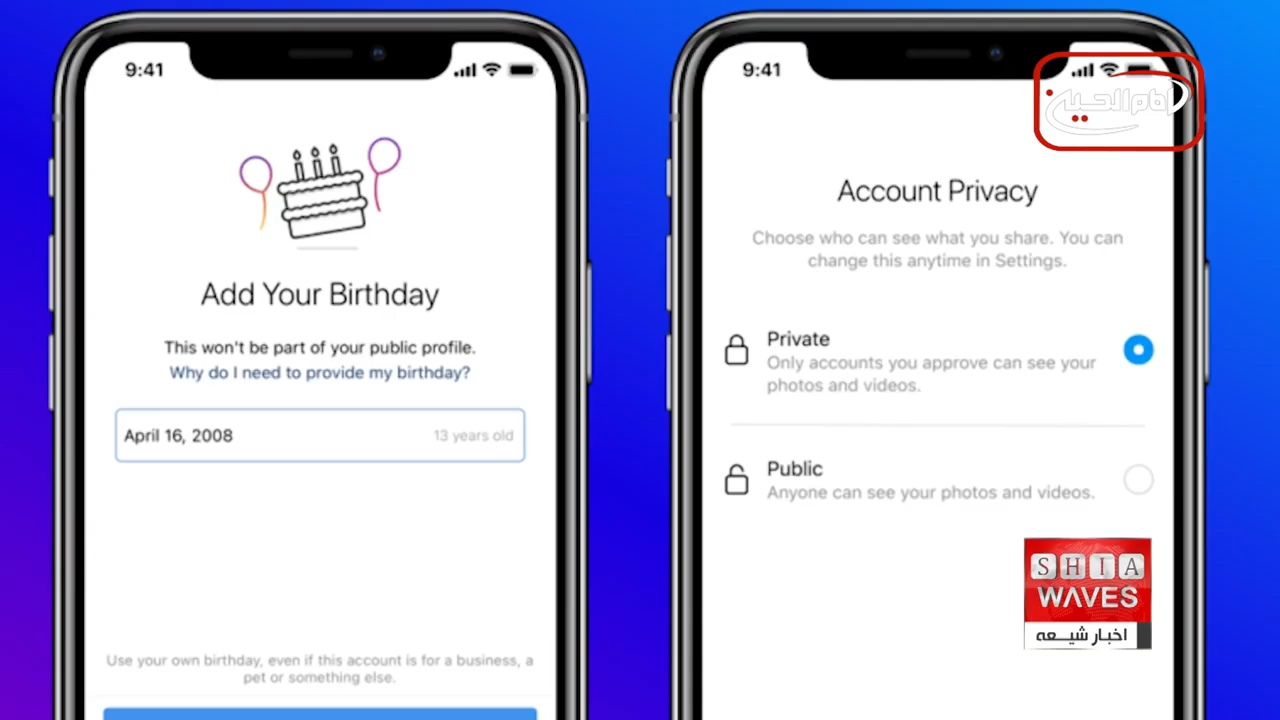 9:41
Add Your Birthday
This won't be part of your public profile.
Why do I need to provide my birthday?
April 16, 2008
13 years old
Use your own birthday, even if this account is for a business, a
pet or something else.
9:41
Account Privacy
Choose who can see what you share. You can
change this anytime in Settings.
Private
Only accounts you approve can see your
photos and videos.
Public
Anyone can see your photos and videos.
SHIA
WAVES
اخبار شیعه